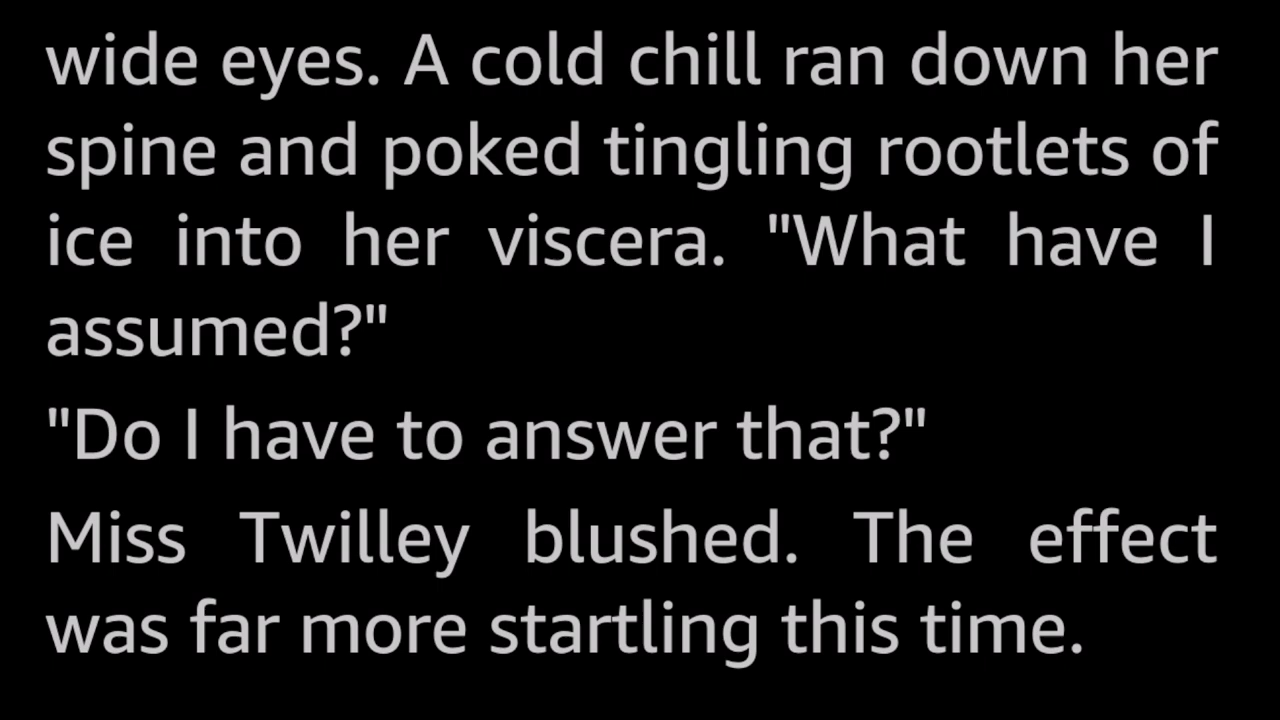 wide eyes. A cold chill ran down her
spine and poked tingling rootlets of
ice into her viscera. "What have I
assumed?"
"Do I have to answer that?"
Miss Twilley blushed. The effect
was far more startling this time.